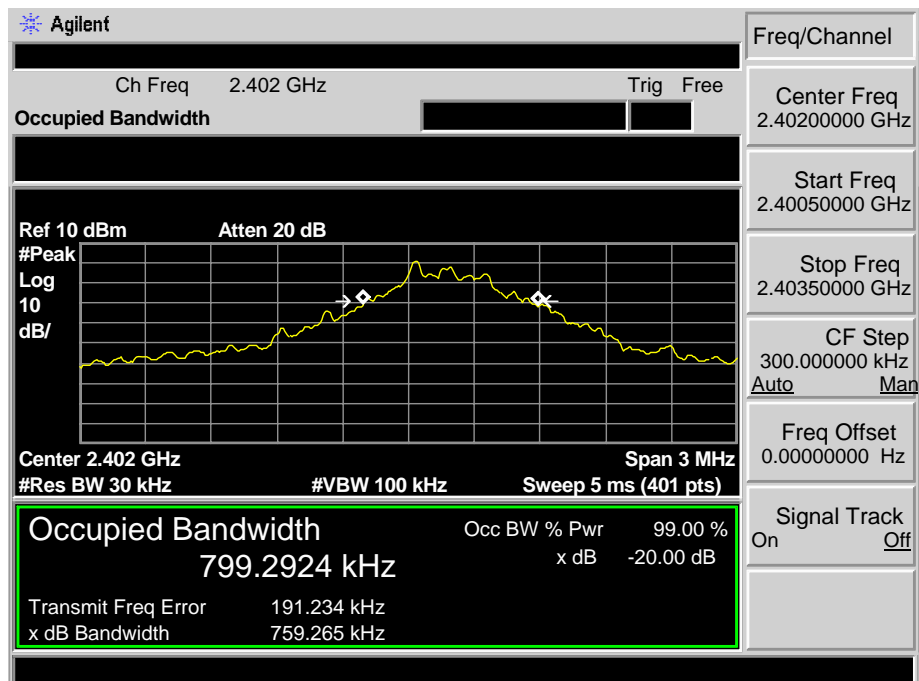 Agilent
Freq/Channel
Ch Freq 2.402 GHz Trig Free
Occupied Bandwidth
Center Freq
2.40200000 GHz
Start Freq
2.40050000 GHz
Stop Freq
2.40350000 GHz
CF Step
300.000000 kHz
Auto Man
Freq Offset
0.00000000 Hz
Signal Track
On Off
Ref 10 dBm Atten 20 dB
#Peak
Log
10
dB/
Center 2.402 GHz Span 3 MHz
#Res BW 30 kHz #VBW 100 kHz Sweep 5 ms (401 pts)
Occupied Bandwidth Occ BW % Pwr 99.00 %
799.2924 kHz x dB -20.00 dB
Transmit Freq Error 191.234 kHz
x dB Bandwidth 759.265 kHz